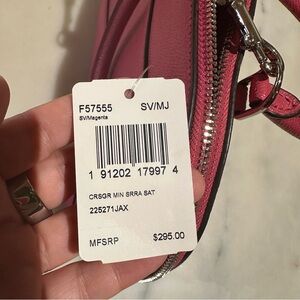 F57555 SV/MJ
SV/Magenta
1 91202 17997 4
CRSGR MIN SRRA SAT
225271JAX
MFSRP $295.00